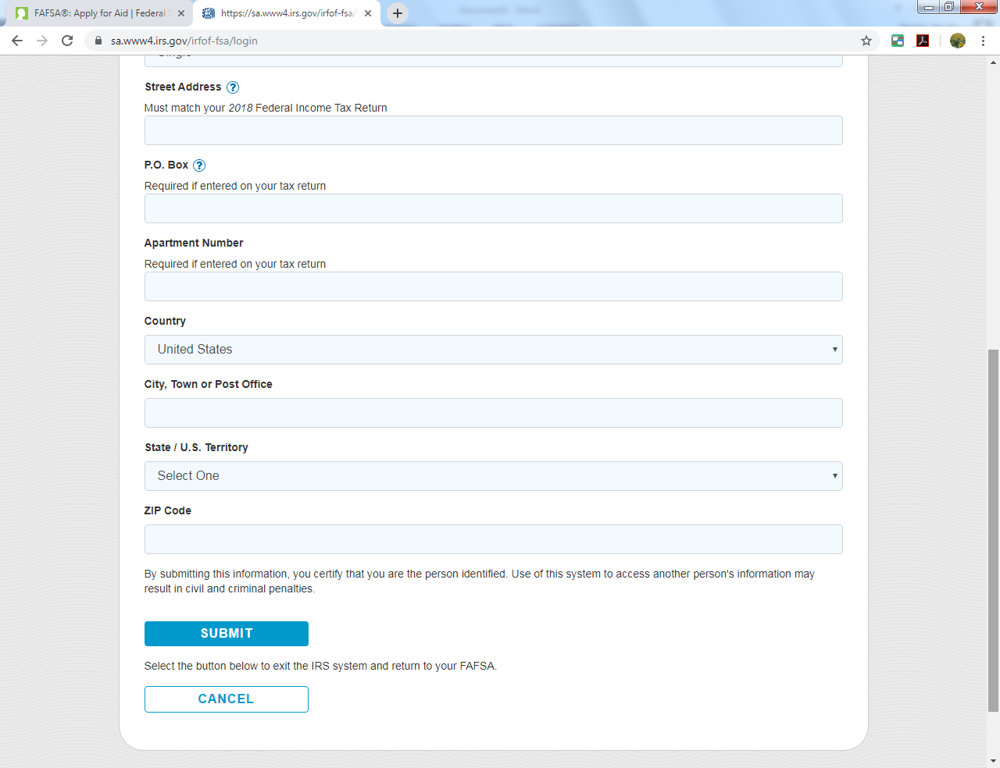 FAFSA®: Apply for Aid | Federal S
https://sa.www4.irs.gov/irfof-fsa/
sa.www4.irs.gov/irfof-fsa/login
Single
Street Address ?
Must match your 2018 Federal Income Tax Return
P.O. Box ?
Required if entered on your tax return
Apartment Number
Required if entered on your tax return
Country
United States
City, Town or Post Office
State / U.S. Territory
Select One
ZIP Code
By submitting this information, you certify that you are the person identified. Use of this system to access another person's information may
result in civil and criminal penalties.
SUBMIT
Select the button below to exit the IRS system and return to your FAFSA.
CANCEL